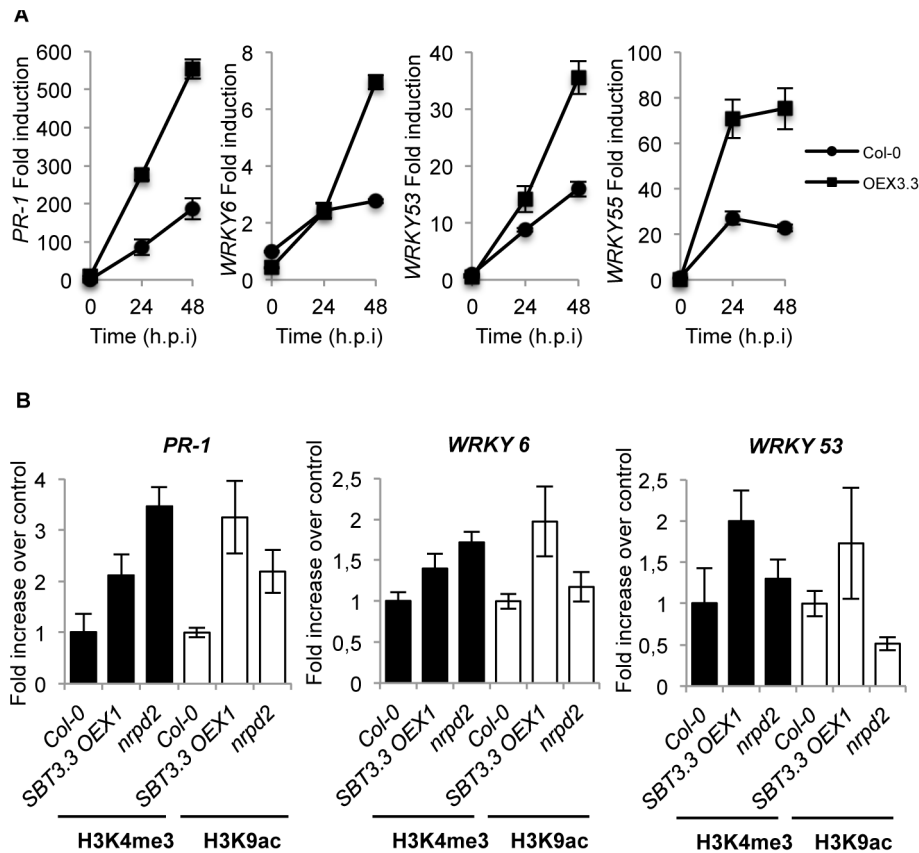 A
PR-1 Fold induction
600
500
400
300
200
100
0
0 24 48
Time (h.p.i)
WRKY6 Fold induction
8
6
4
2
0
0 24 48
Time (h.p.i)
WRKY53 Fold induction
40
30
20
10
0
0 24 48
Time (h.p.i)
WRKY55 Fold induction
100
80
60
40
20
0
0 24 48
Time (h.p.i)
Col-0
OEX3.3
B
PR-1
Fold increase over control
4
3
2
1
0
Col-0
SBT3.3 OEX1
nrpd2
Col-0
SBT3.3 OEX1
nrpd2
H3K4me3 H3K9ac
WRKY 6
Fold increase over control
2,5
2
1,5
1
0,5
0
Col-0
SBT3.3 OEX1
nrpd2
Col-0
SBT3.3 OEX1
nrpd2
H3K4me3 H3K9ac
WRKY 53
Fold increase over control
2,5
2
1,5
1
0,5
0
Col-0
SBT3.3 OEX1
nrpd2
Col-0
SBT3.3 OEX1
nrpd2
H3K4me3 H3K9ac